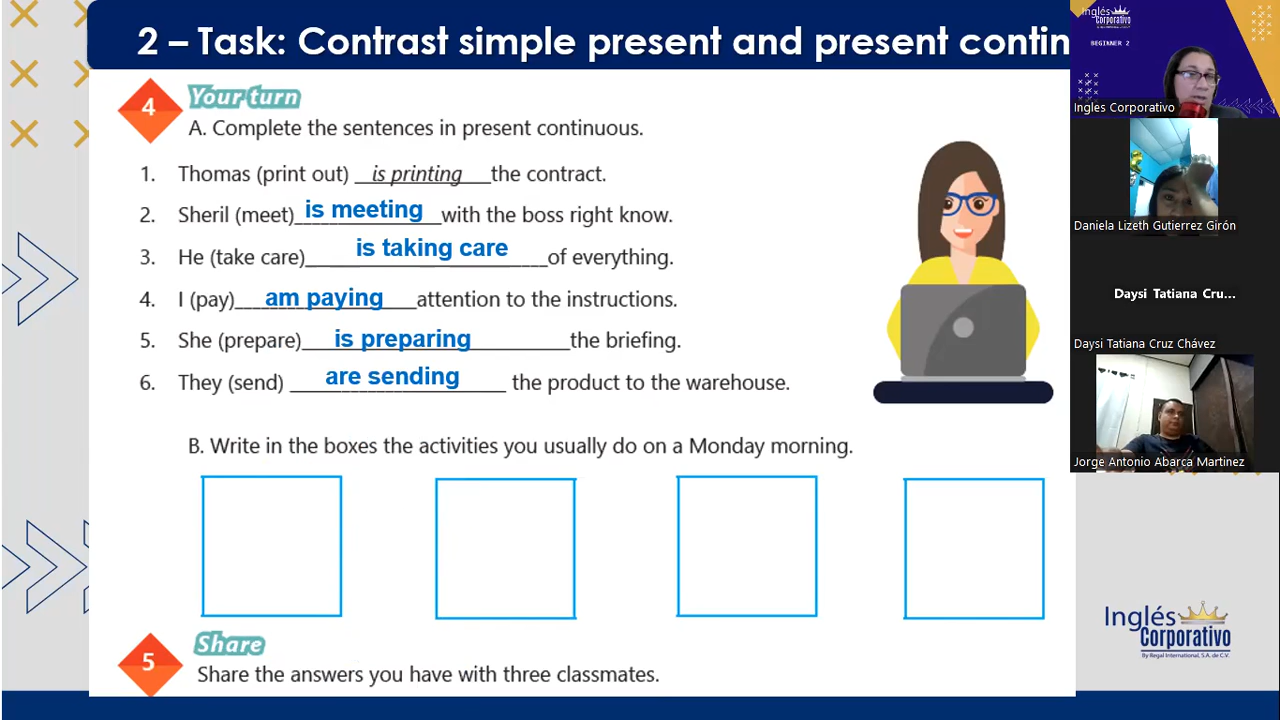 2 – Task: Contrast simple present and present contin
4
Your turn
A. Complete the sentences in present continuous.
1. Thomas (print out) is printing the contract.
2. Sheril (meet) is meeting with the boss right know.
3. He (take care) is taking care of everything.
4. I (pay) am paying attention to the instructions.
5. She (prepare) is preparing the briefing.
6. They (send) are sending the product to the warehouse.
B. Write in the boxes the activities you usually do on a Monday morning.
5
Share
Share the answers you have with three classmates.
Inglés
Corporativo
BEGINNER 2
Ingles Corporativo
Daniela Lizeth Gutierrez Girón
Daysi Tatiana Cru...
Daysi Tatiana Cruz Chávez
Jorge Antonio Abarca Martinez
Inglés
Corporativo
By Regal International, S.A. de C.V.